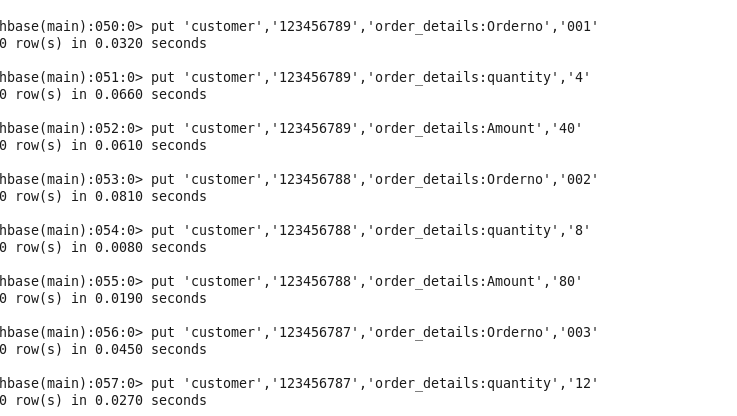 hbase(main):050:0> put 'customer','123456789','order_details:Orderno','001'
0 row(s) in 0.0320 seconds
hbase(main):051:0> put 'customer','123456789','order_details:quantity','4'
0 row(s) in 0.0660 seconds
hbase(main):052:0> put 'customer','123456789','order_details:Amount','40'
0 row(s) in 0.0610 seconds
hbase(main):053:0> put 'customer','123456788','order_details:Orderno','002'
0 row(s) in 0.0810 seconds
hbase(main):054:0> put 'customer','123456788','order_details:quantity','8'
0 row(s) in 0.0080 seconds
hbase(main):055:0> put 'customer','123456788','order_details:Amount','80'
0 row(s) in 0.0190 seconds
hbase(main):056:0> put 'customer','123456787','order_details:Orderno','003'
0 row(s) in 0.0450 seconds
hbase(main):057:0> put 'customer','123456787','order_details:quantity','12'
0 row(s) in 0.0270 seconds